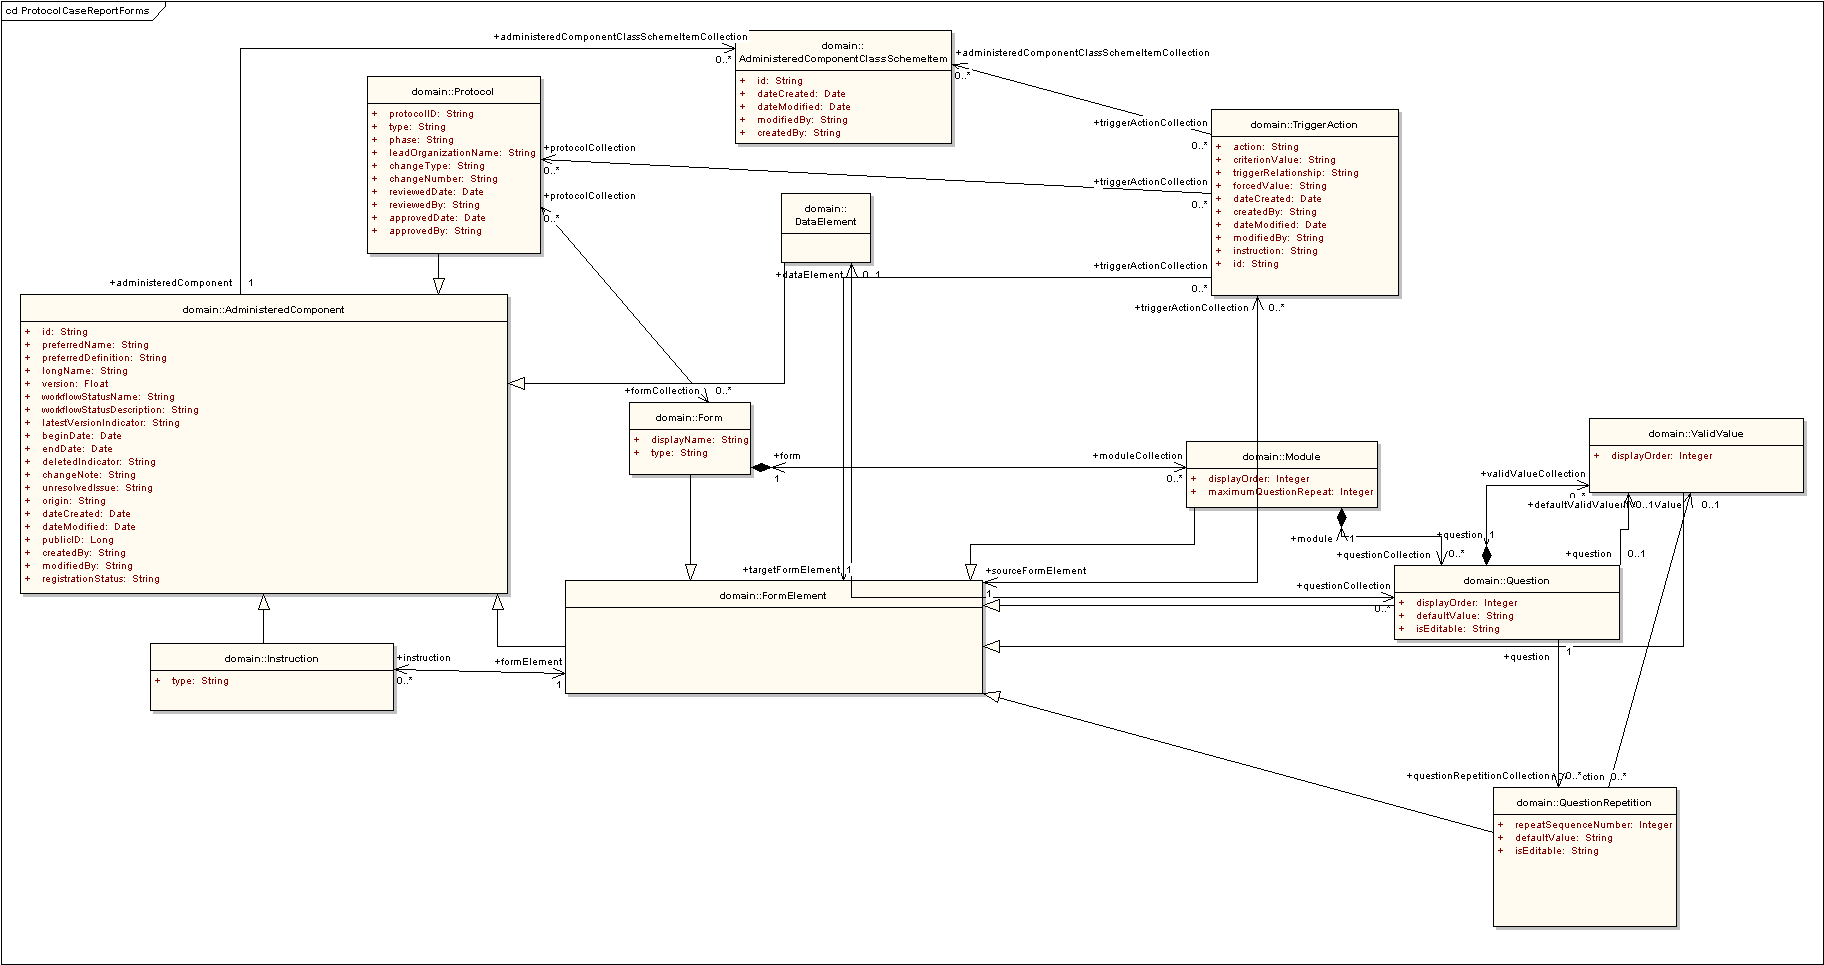 cd ProtocolCaseReportForms
+administeredComponentClassSchemeItemCollection
0..*
domain::
AdministeredComponentClassSchemeItem
+ id: String
+ dateCreated: Date
+ dateModified: Date
+ modifiedBy: String
+ createdBy: String
+administeredComponentClassSchemeItemCollection
0..*
domain::Protocol
+ protocolID: String
+ type: String
+ phase: String
+ leadOrganizationName: String
+ changeType: String
+ changeNumber: String
+ reviewedDate: Date
+ reviewedBy: String
+ approvedDate: Date
+ approvedBy: String
+protocolCollection
0..*
+protocolCollection
0..*
+triggerActionCollection
0..*
+triggerActionCollection
0..*
+triggerActionCollection
0..*
+triggerActionCollection
0..*
domain::TriggerAction
+ action: String
+ criterionValue: String
+ triggerRelationship: String
+ forcedValue: String
+ dateCreated: Date
+ createdBy: String
+ dateModified: Date
+ modifiedBy: String
+ instruction: String
+ id: String
domain::
DataElement
+dataElement
0..1
+administeredComponent
1
domain::AdministeredComponent
+ id: String
+ preferredName: String
+ preferredDefinition: String
+ longName: String
+ version: Float
+ workflowStatusName: String
+ workflowStatusDescription: String
+ latestVersionIndicator: String
+ beginDate: Date
+ endDate: Date
+ deletedIndicator: String
+ changeNote: String
+ unresolvedIssue: String
+ origin: String
+ dateCreated: Date
+ dateModified: Date
+ publicID: Long
+ createdBy: String
+ modifiedBy: String
+ registrationStatus: String
+formCollection
0..*
domain::Form
+ displayName: String
+ type: String
+form
1
+moduleCollection
0..*
domain::Module
+ displayOrder: Integer
+ maximumQuestionRepeat: Integer
domain::ValidValue
+ displayOrder: Integer
+validValueCollection
0..*
+defaultValidValue
0..1
Value
0..1
+module
1
+question
1
+questionCollection
0..*
+question
0..1
+targetFormElement
1
+sourceFormElement
1
+questionCollection
0..*
domain::Question
+ displayOrder: Integer
+ defaultValue: String
+ isEditable: String
domain::FormElement
domain::Instruction
+ type: String
+instruction
0..*
+formElement
1
+question
1
+questionRepetitionCollection
0..*
ction
0..*
domain::QuestionRepetition
+ repeatSequenceNumber: Integer
+ defaultValue: String
+ isEditable: String